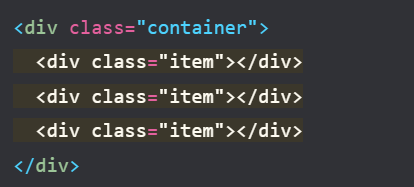 <div class="container">
  <div class="item"></div>
  <div class="item"></div>
  <div class="item"></div>
</div>